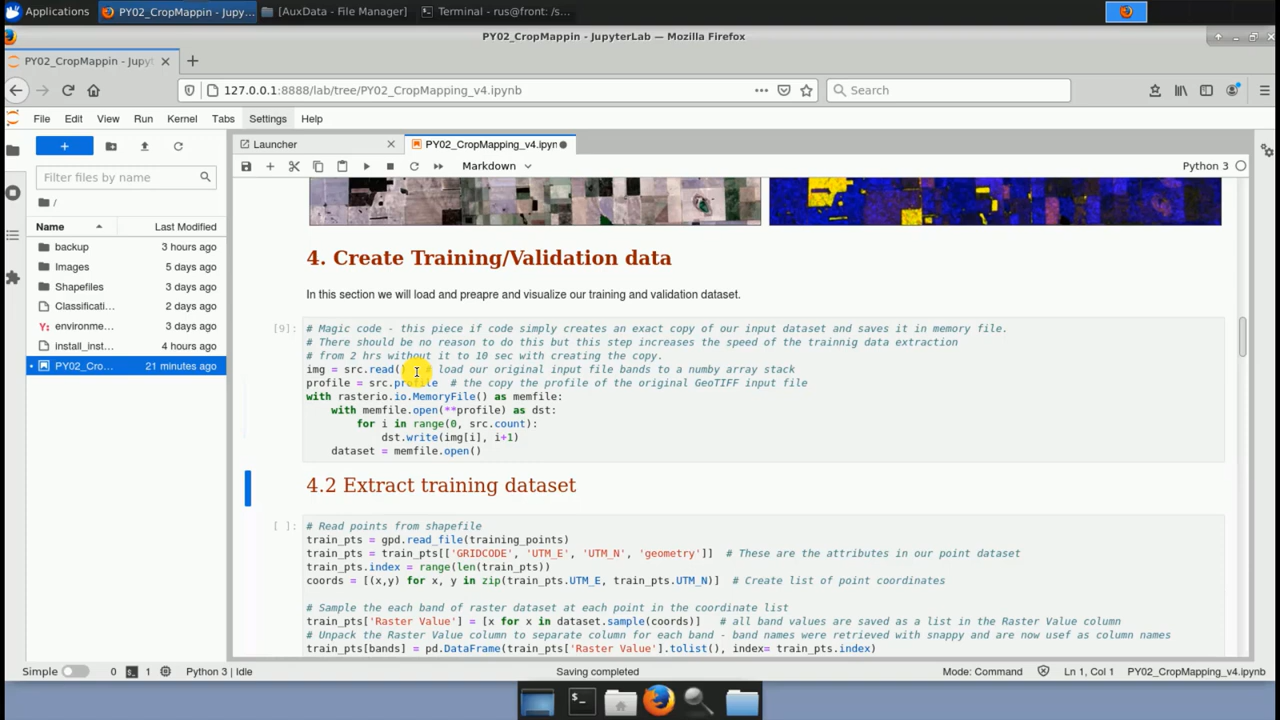 Applications
PY02_CropMappin - Jupy...
[AuxData - File Manager]
Terminal - rus@front: /s...
PY02_CropMappin - JupyterLab — Mozilla Firefox
PY02_CropMappin - Jupyt
127.0.0.1:8888/lab/tree/PY02_CropMapping_v4.ipynb
Search
File Edit View Run Kernel Tabs Settings Help
Launcher
PY02_CropMapping_v4.ipyn
Filter files by name
Markdown
Python 3
/
Name Last Modified
backup 3 hours ago
Images 5 days ago
Shapefiles 3 days ago
Classificati... 2 days ago
Y: environme... 3 days ago
install_inst... 4 hours ago
PY02_Cro... 21 minutes ago
4. Create Training/Validation data
In this section we will load and preapre and visualize our training and validation dataset.
[9]:
# Magic code - this piece if code simply creates an exact copy of our input dataset and saves it in memory file.
# There should be no reason to do this but this step increases the speed of the trainnig data extraction
# from 2 hrs without it to 10 sec with creating the copy.
img = src.read() # load our original input file bands to a numby array stack
profile = src.profile # the copy the profile of the original GeoTIFF input file
with rasterio.io.MemoryFile() as memfile:
with memfile.open(**profile) as dst:
for i in range(0, src.count):
dst.write(img[i], i+1)
dataset = memfile.open()
4.2 Extract training dataset
[ ]:
# Read points from shapefile
train_pts = gpd.read_file(training_points)
train_pts = train_pts[['GRIDCODE', 'UTM_E', 'UTM_N', 'geometry']] # These are the attributes in our point dataset
train_pts.index = range(len(train_pts))
coords = [(x,y) for x, y in zip(train_pts.UTM_E, train_pts.UTM_N)] # Create list of point coordinates
# Sample the each band of raster dataset at each point in the coordinate list
train_pts['Raster Value'] = [x for x in dataset.sample(coords)] # all band values are saved as a list in the Raster Value column
# Unpack the Raster Value column to separate column for each band - band names were retrieved with snappy and are now usef as column names
train_pts[bands] = pd.DataFrame(train_pts['Raster Value'].tolist(), index= train_pts.index)
Simple 0 1 Python 3 | Idle Saving completed Mode: Command Ln 1, Col 1 PY02_CropMapping_v4.ipynb